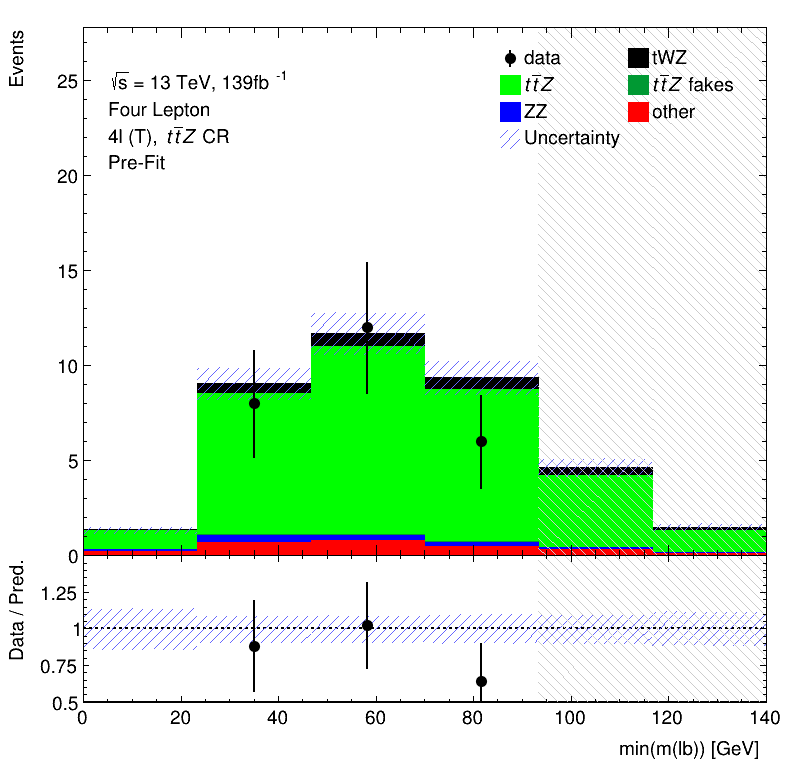 Events
√s = 13 TeV, 139fb⁻¹
Four Lepton
4l (T), tt̅Z CR
Pre-Fit
data
tWZ
tt̅Z
tt̅Z fakes
ZZ
other
Uncertainty
25
20
15
10
5
0
Data / Pred.
1.25
1
0.75
0.5
0 20 40 60 80 100 120 140
min(m(lb)) [GeV]